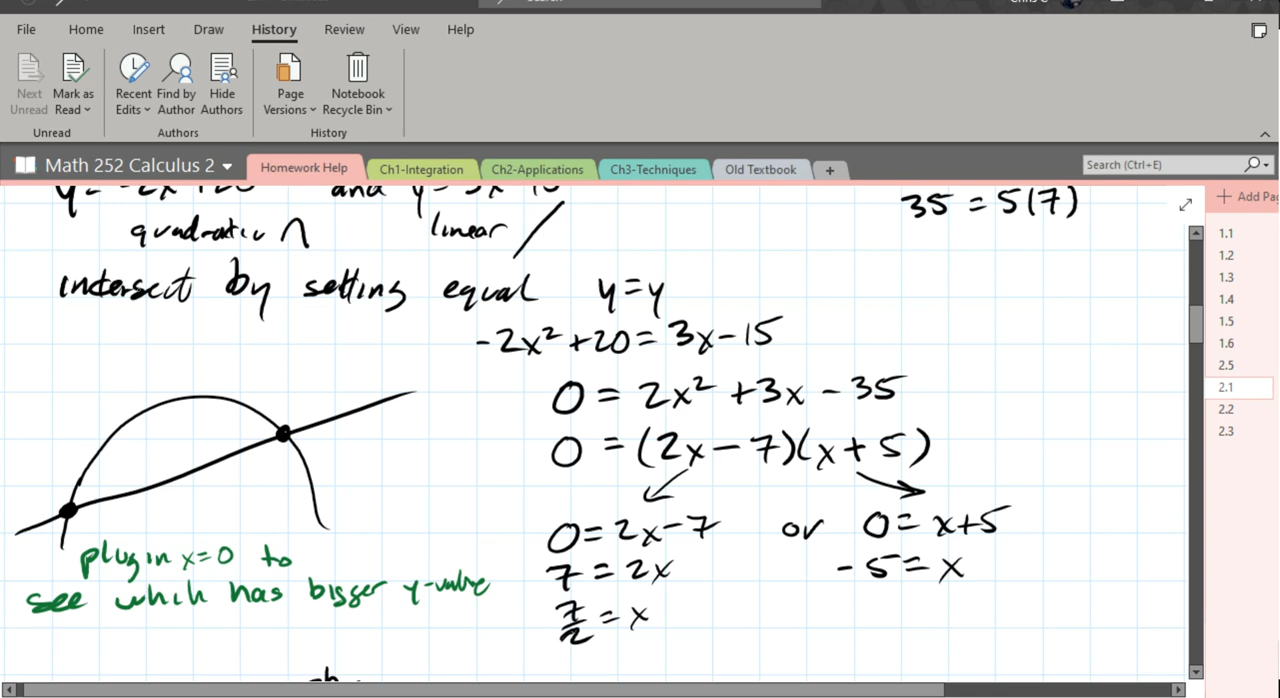 File Home Insert Draw History Review View Help
Next Unread
Mark as Read
Recent Edits
Find by Author
Hide Authors
Page Versions
Notebook Recycle Bin
Unread
Authors
History
Math 252 Calculus 2
Homework Help
Ch1-Integration
Ch2-Applications
Ch3-Techniques
Old Textbook
+
Search (Ctrl+E)
and
35 = 5(7)
quadratic linear
intersect by setting equal y=y
-2x² +20 = 3x-15
0 = 2x² +3x - 35
0 = (2x-7)(x+5)
0=2x-7 or 0=x+5
7 = 2x -5=x
7/2 = x
plug in x=0 to
see which has bigger y-value
+ Add Pag
1.1
1.2
1.3
1.4
1.5
1.6
2.5
2.1
2.2
2.3